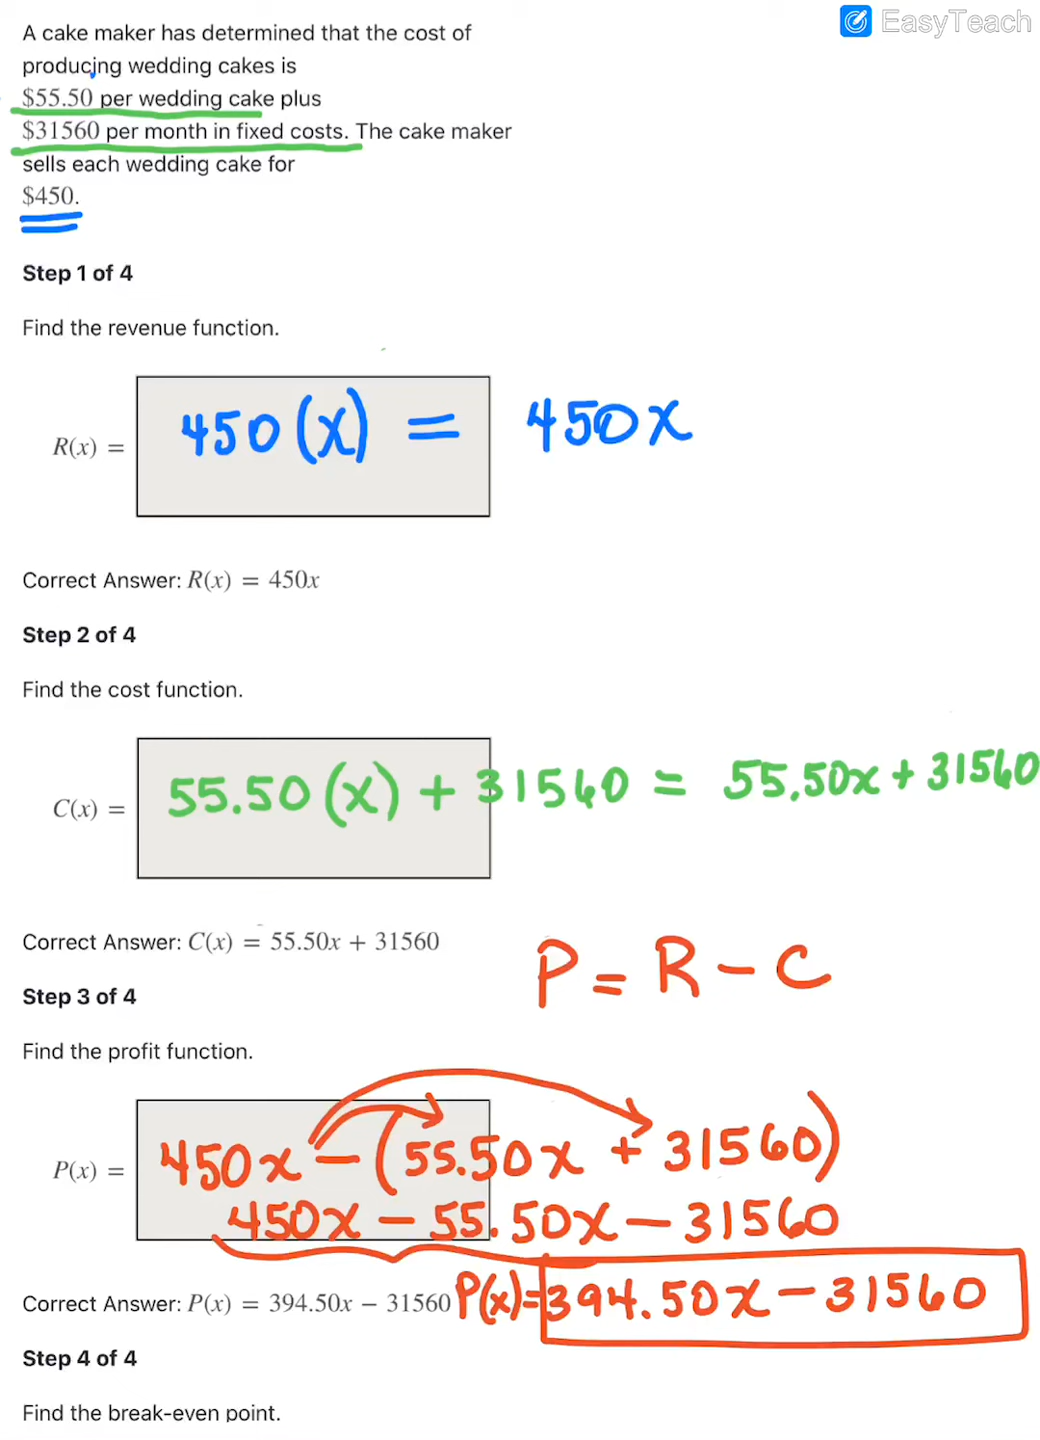 EasyTeach
A cake maker has determined that the cost of
producing wedding cakes is
$55.50 per wedding cake plus
$31560 per month in fixed costs. The cake maker
sells each wedding cake for
$450.
Step 1 of 4
Find the revenue function.
R(x) = 450(x) = 450x
Correct Answer: R(x) = 450x
Step 2 of 4
Find the cost function.
C(x) = 55.50(x) + 31560 = 55.50x + 31560
Correct Answer: C(x) = 55.50x + 31560
P = R - C
Step 3 of 4
Find the profit function.
P(x) = 450x - (55.50x + 31560)
450x - 55.50x - 31560
Correct Answer: P(x) = 394.50x − 31560 P(x) = 394.50x - 31560
Step 4 of 4
Find the break-even point.